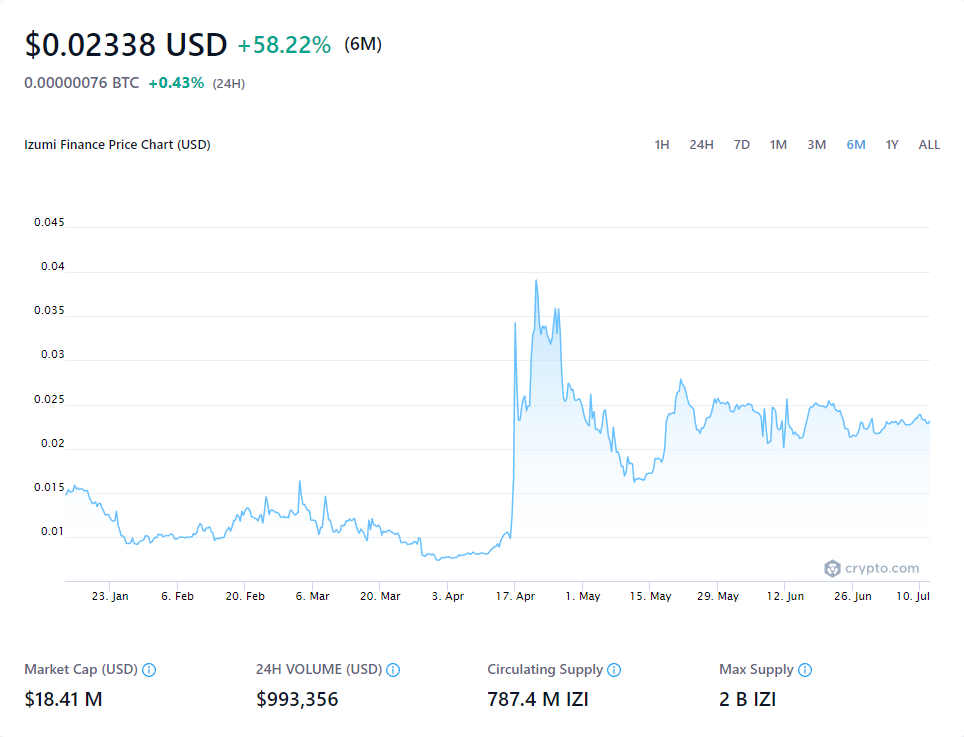 $0.02338 USD +58.22% (6M)
0.00000076 BTC +0.43% (24H)
Izumi Finance Price Chart (USD) 1H 24H 7D 1M 3M 6M 1Y ALL
0.045
0.04
0.035
0.03
0.025
0.02
0.015
0.01
crypto.com
23. Jan 6. Feb 20. Feb 6. Mar 20. Mar 3. Apr 17. Apr 1. May 15. May 29. May 12. Jun 26. Jun 10. Jul
Market Cap (USD) 24H VOLUME (USD) Circulating Supply Max Supply
$18.41 M $993,356 787.4 M IZI 2 B IZI